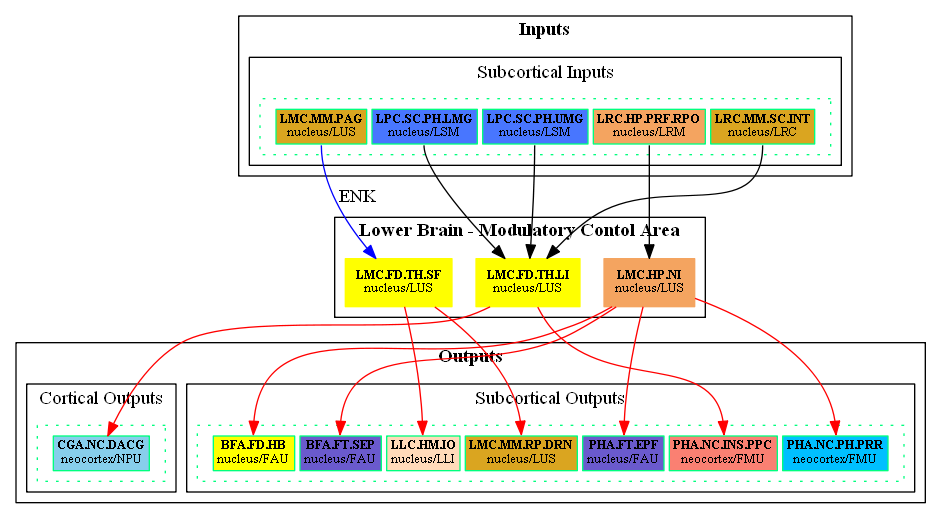 Inputs
Subcortical Inputs
LMC.MM.PAG LPC.SC.PH.LMG LPC.SC.PH.UMG LRC.HP.PRF.RPO LRC.MM.SC.INT
nucleus/LUS nucleus/LSM nucleus/LSM nucleus/LRM nucleus/LRC
ENK
Lower Brain - Modulatory Contol Area
LMC.FD.TH.SF LMC.FD.TH.LI LMC.HP.NI
nucleus/LUS nucleus/LUS nucleus/LUS
Outputs
Cortical Outputs Subcortical Outputs
CGA.NC.DACG BFA.FD.HB BFA.FT.SEP LLC.HM.IO LMC.MM.RP.DRN PHA.FT.EPF PHA.NC.INS.PPC PHA.NC.PH.PRR
neocortex/NPU nucleus/FAU nucleus/FAU nucleus/LLI nucleus/LUS nucleus/FAU neocortex/FMU neocortex/FMU